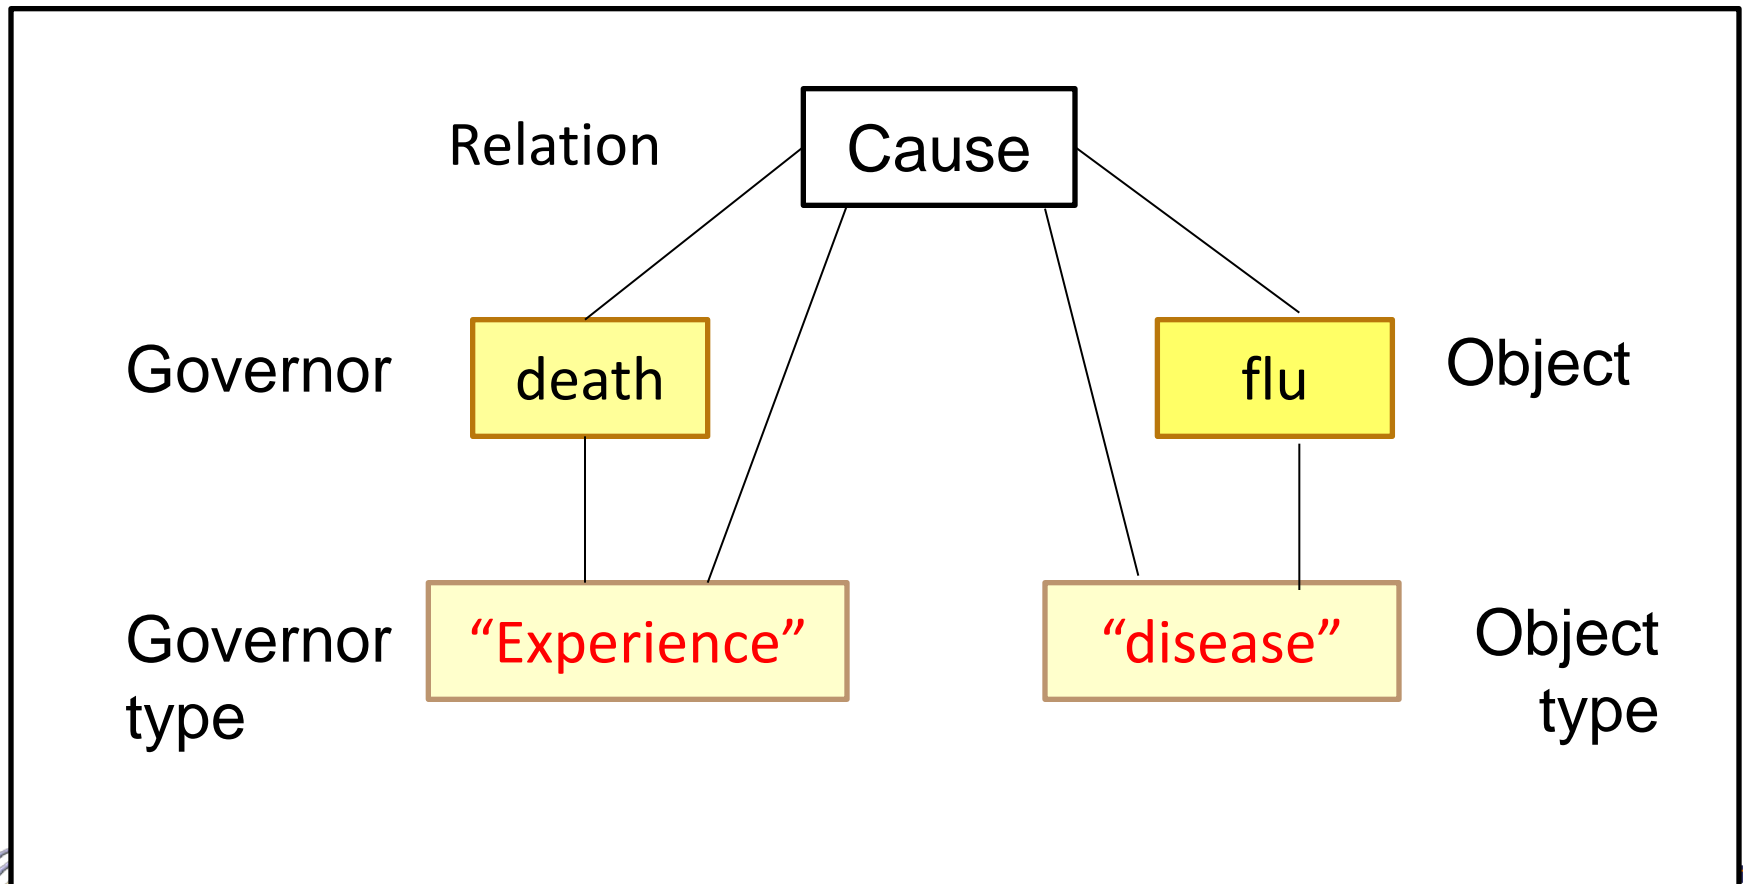 Relation
Cause
Governor
death
flu
Object
Governor
type
“Experience”
“disease”
Object
type